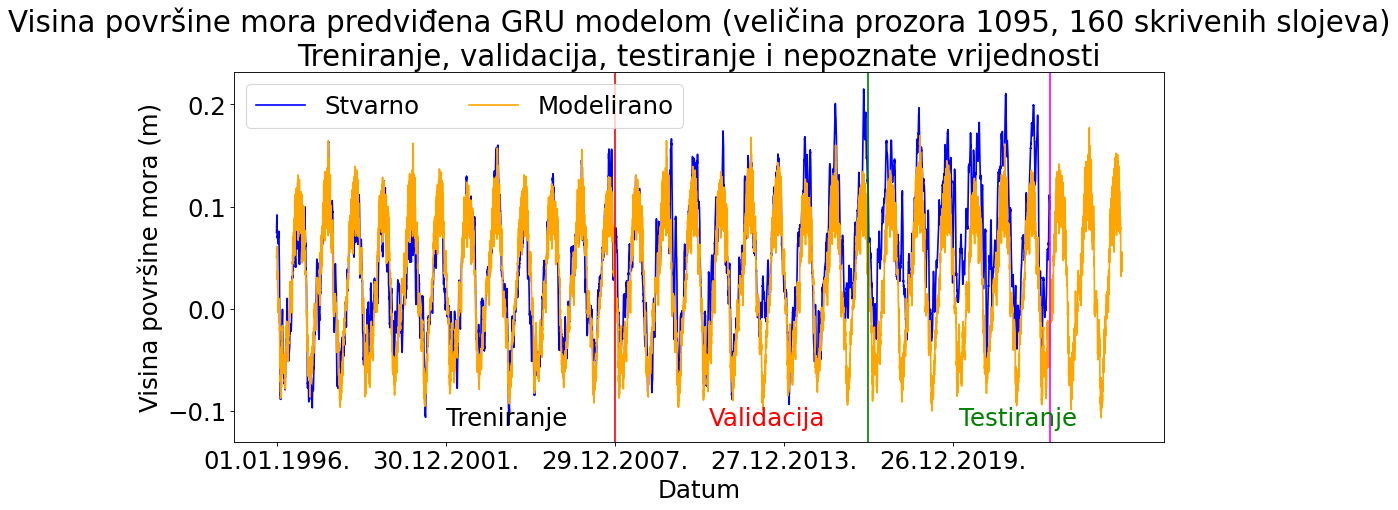 Visina površine mora predviđena GRU modelom (veličina prozora 1095, 160 skrivenih slojeva)
Treniranje, validacija, testiranje i nepoznate vrijednosti
Stvarno
Modelirano
Visina površine mora (m)
0.2
0.1
0.0
−0.1
Treniranje
Validacija
Testiranje
01.01.1996.
30.12.2001.
29.12.2007.
27.12.2013.
26.12.2019.
Datum